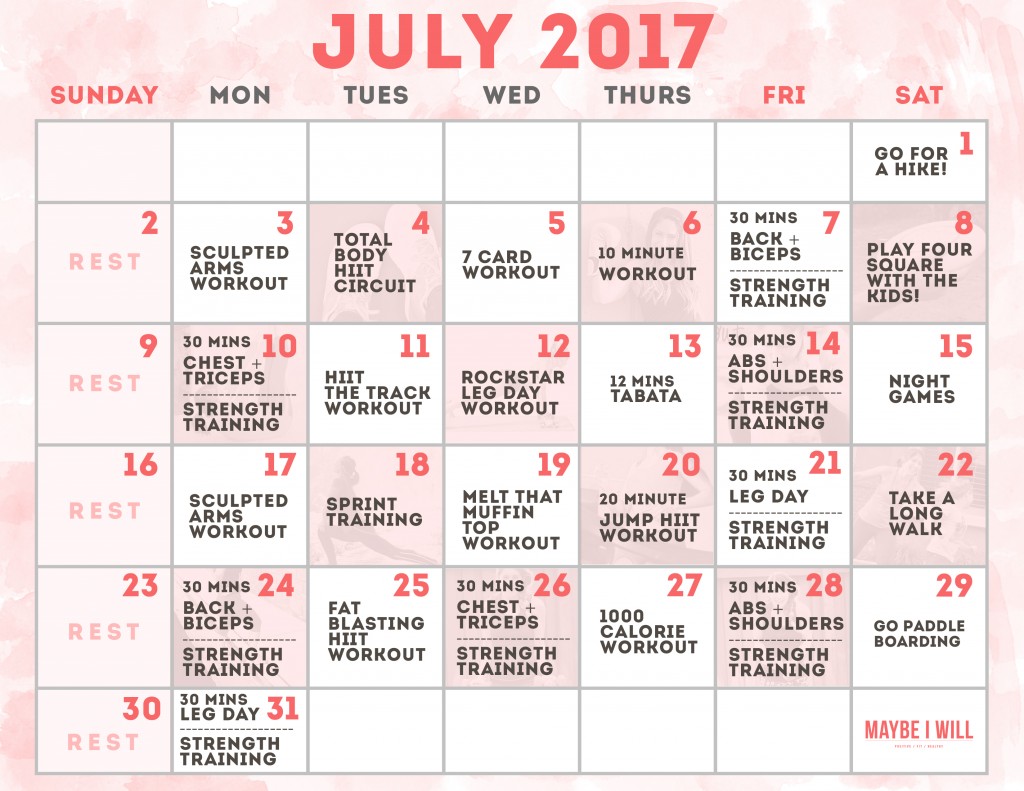 JULY 2017
SUNDAY MON TUES WED THURS FRI SAT
1
GO FOR
A HIKE!
2
REST
3
SCULPTED
ARMS
WORKOUT
4
TOTAL
BODY
HIIT
CIRCUIT
5
7 CARD
WORKOUT
6
10 MINUTE
WORKOUT
30 MINS 7
BACK +
BICEPS
STRENGTH
TRAINING
8
PLAY FOUR
SQUARE
WITH THE
KIDS!
9
REST
30 MINS 10
CHEST +
TRICEPS
STRENGTH
TRAINING
11
HIIT
THE TRACK
WORKOUT
12
ROCKSTAR
LEG DAY
WORKOUT
13
12 MINS
TABATA
30 MINS 14
ABS +
SHOULDERS
STRENGTH
TRAINING
15
NIGHT
GAMES
16
REST
17
SCULPTED
ARMS
WORKOUT
18
SPRINT
TRAINING
19
MELT THAT
MUFFIN
TOP
WORKOUT
20
20 MINUTE
JUMP HIIT
WORKOUT
30 MINS 21
LEG DAY
STRENGTH
TRAINING
22
TAKE A
LONG
WALK
23
REST
30 MINS 24
BACK +
BICEPS
STRENGTH
TRAINING
25
FAT
BLASTING
HIIT
WORKOUT
30 MINS 26
CHEST +
TRICEPS
STRENGTH
TRAINING
27
1000
CALORIE
WORKOUT
30 MINS 28
ABS +
SHOULDERS
STRENGTH
TRAINING
29
GO PADDLE
BOARDING
30
REST
30 MINS
LEG DAY 31
STRENGTH
TRAINING
MAYBE I WILL